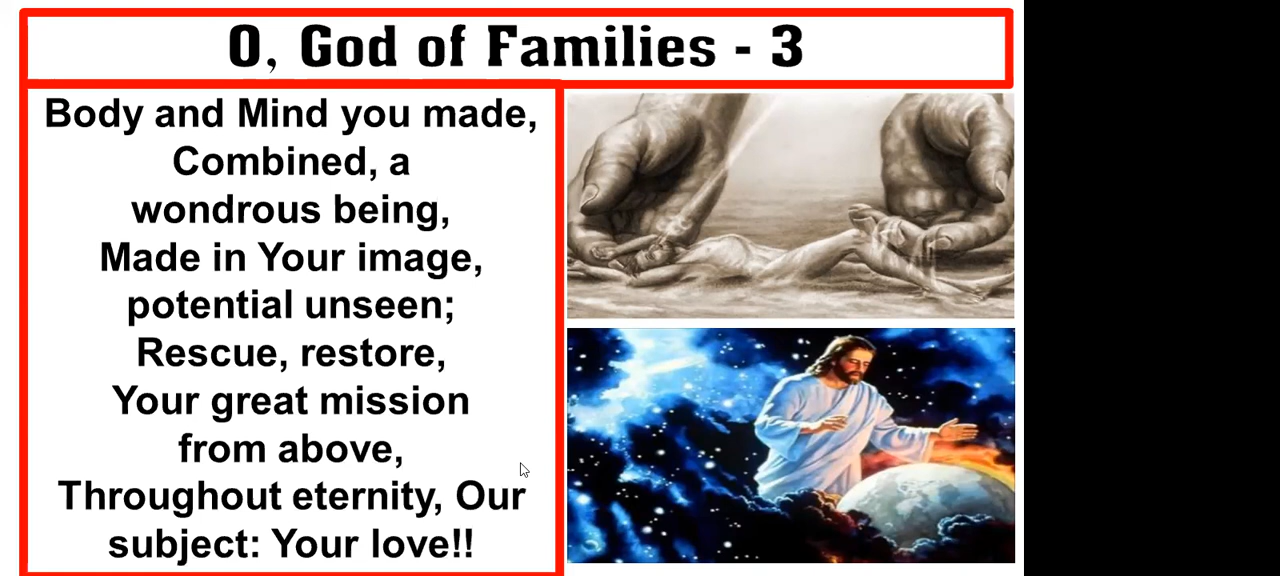 O, God of Families - 3
Body and Mind you made,
Combined, a
wondrous being,
Made in Your image,
potential unseen;
Rescue, restore,
Your great mission
from above,
Throughout eternity, Our
subject: Your love!!